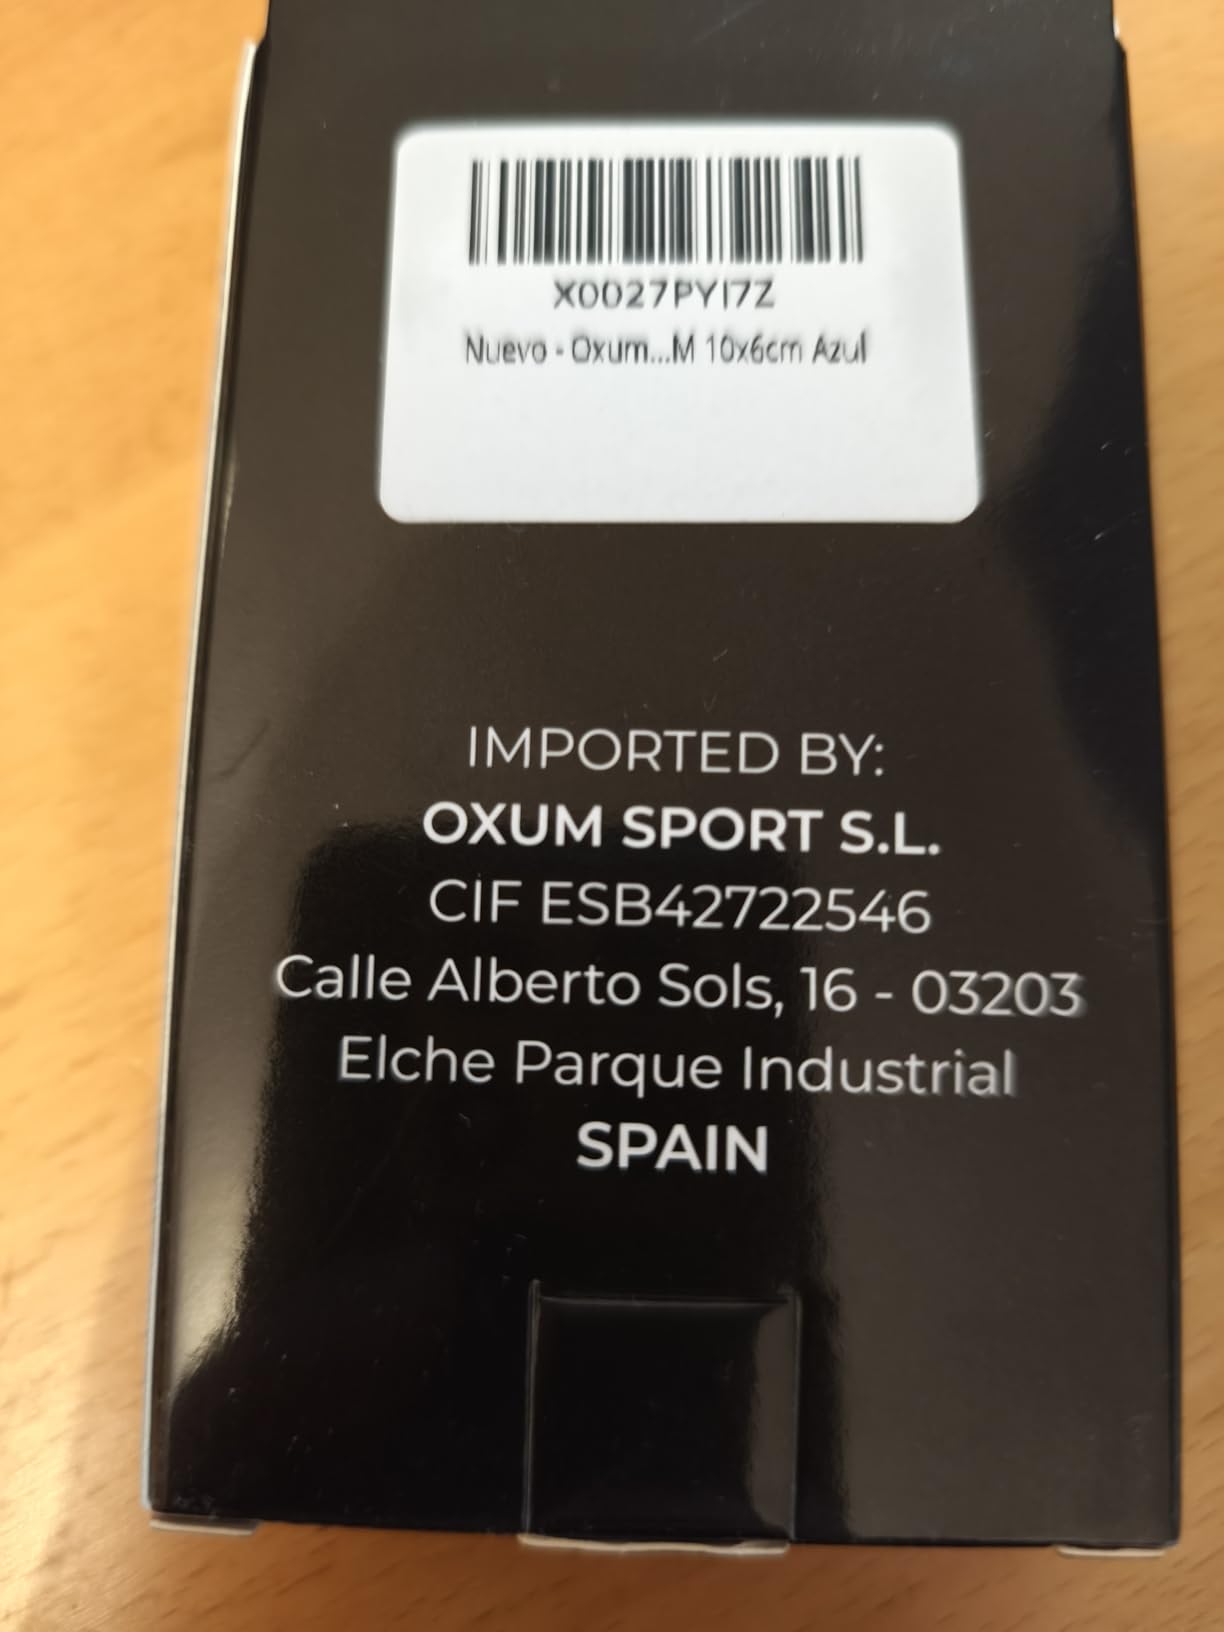 X0027PYI7Z
Nuevo - Oxum...M 10x6cm Azul
IMPORTED BY:
OXUM SPORT S.L.
CIF ESB42722546
Calle Alberto Sols, 16 - 03203
Elche Parque Industrial
SPAIN